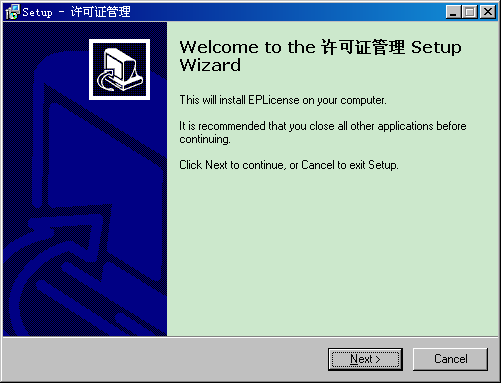 Setup - 许可证管理
Welcome to the 许可证管理 Setup
Wizard
This will install EPLicense on your computer.
It is recommended that you close all other applications before
continuing.
Click Next to continue, or Cancel to exit Setup.
Next >
Cancel